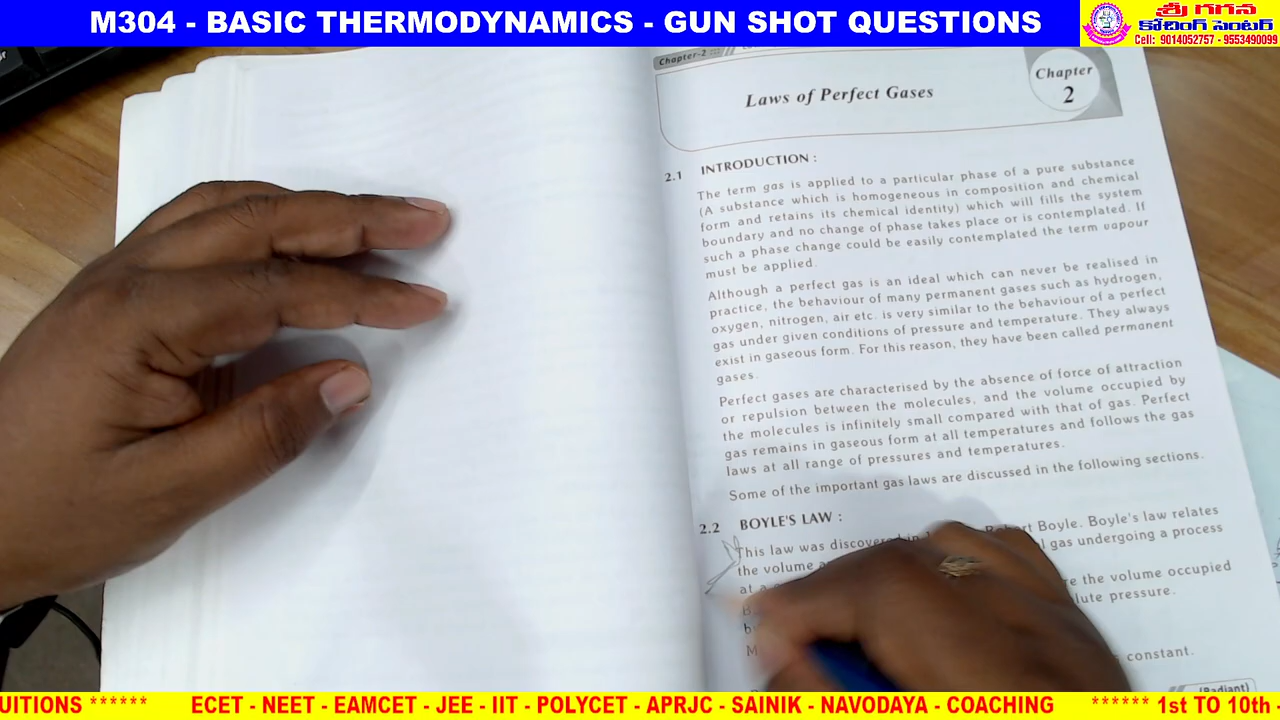 M304 - BASIC THERMODYNAMICS - GUN SHOT QUESTIONS
శ్రీ గగన
కోచింగ్ సెంటర్
Cell: 9014052757 - 9553490099
Chapter-2
Laws of Perfect Gases
Chapter
2
2.1 INTRODUCTION :
The term gas is applied to a particular phase of a pure substance
(A substance which is homogeneous in composition and chemical
form and retains its chemical identity) which will fills the system
boundary and no change of phase takes place or is contemplated. If
such a phase change could be easily contemplated the term vapour
must be applied.
Although a perfect gas is an ideal which can never be realised in
practice, the behaviour of many permanent gases such as hydrogen,
oxygen, nitrogen, air etc. is very similar to the behaviour of a perfect
gas under given conditions of pressure and temperature. They always
exist in gaseous form. For this reason, they have been called permanent
gases.
Perfect gases are characterised by the absence of force of attraction
or repulsion between the molecules, and the volume occupied by
the molecules is infinitely small compared with that of gas. Perfect
gas remains in gaseous form at all temperatures and follows the gas
laws at all range of pressures and temperatures.
Some of the important gas laws are discussed in the following sections.
2.2 BOYLE'S LAW :
This law was discovered in Robert Boyle. Boyle's law relates
the volume gas undergoing a process
at a the volume occupied
pressure.
constant.
(Radiant)
UITIONS ****** ECET - NEET - EAMCET - JEE - IIT - POLYCET - APRJC - SAINIK - NAVODAYA - COACHING ****** 1st TO 10th -